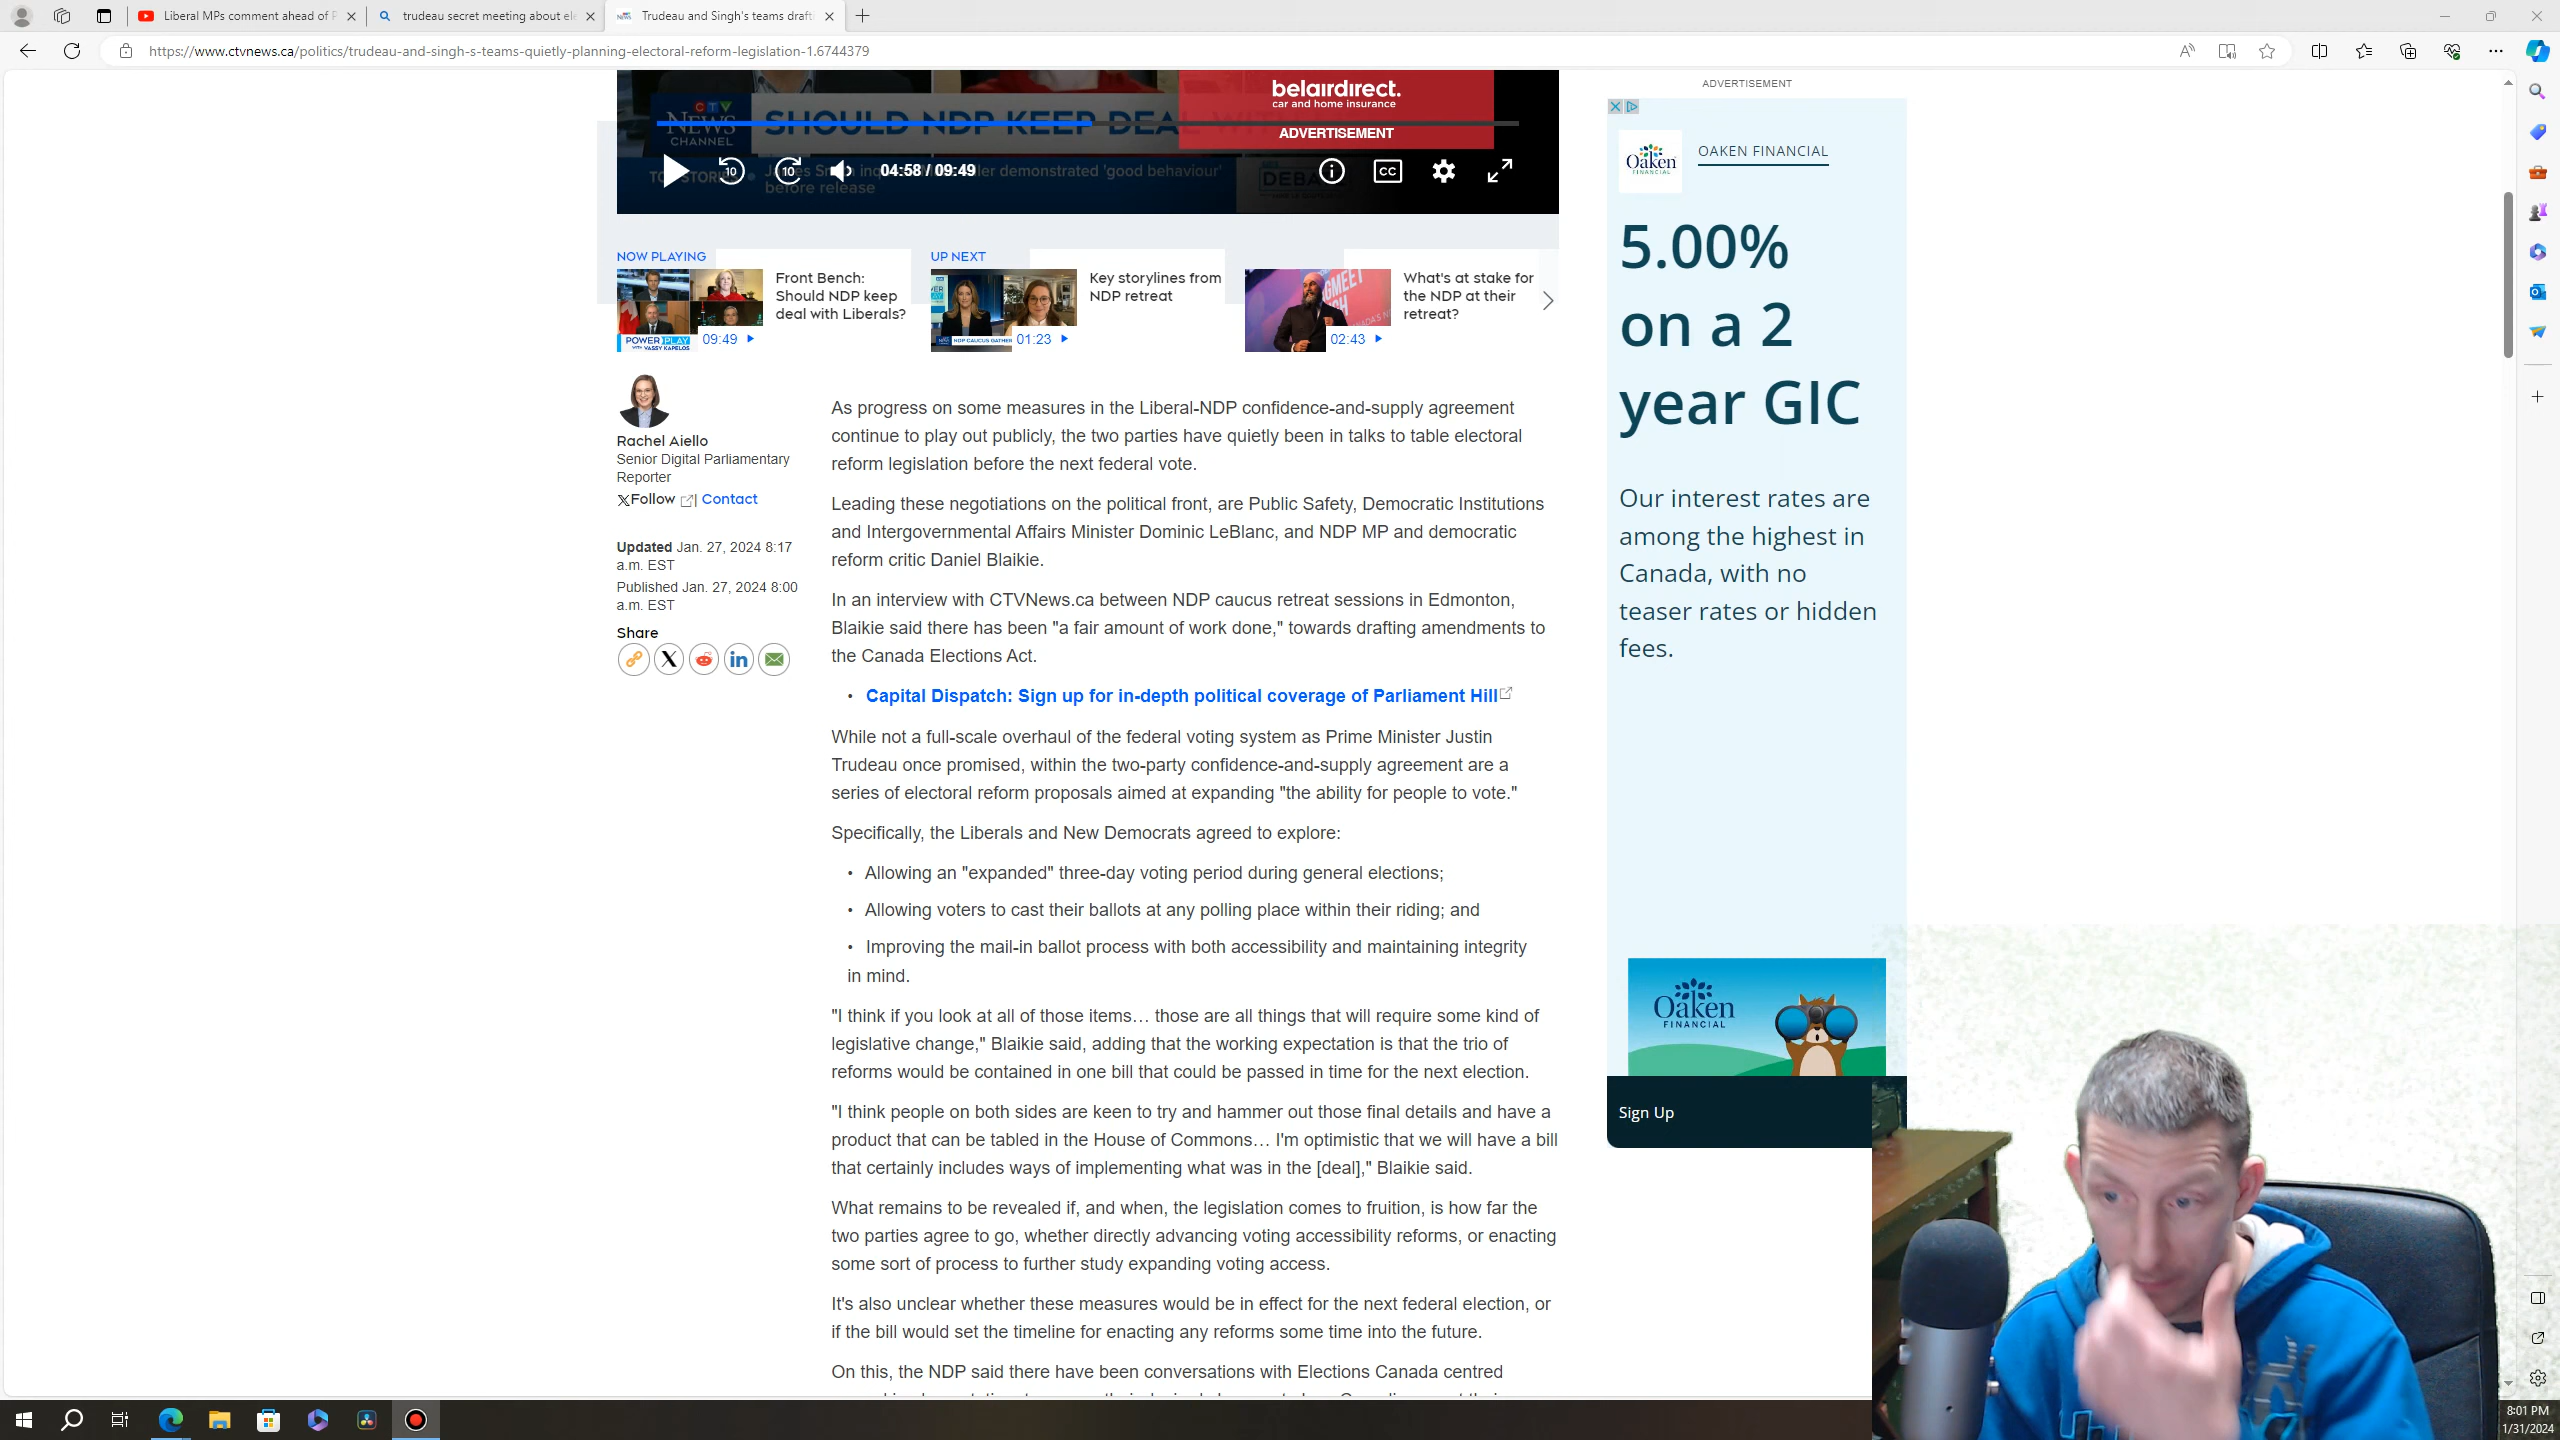 Liberal MPs comment ahead of P
trudeau secret meeting about ele
Trudeau and Singh's teams drafti
https://www.ctvnews.ca/politics/trudeau-and-singh-s-teams-quietly-planning-electoral-reform-legislation-1.6744379
ADVERTISEMENT
belairdirect.
car and home insurance
CTV
NEWS
CHANNEL
SHOULD NDP KEEP DEAL
ADVERTISEMENT
04:58 / 09:49
10
10
CC
demonstrated 'good behaviour'
before release
NOW PLAYING
Front Bench:
Should NDP keep
deal with Liberals?
POWER PLAY
WITH VASSY KAPELOS
09:49
UP NEXT
Key storylines from
NDP retreat
01:23
What's at stake for
the NDP at their
retreat?
02:43
Rachel Aiello
Senior Digital Parliamentary
Reporter
Follow | Contact
Updated Jan. 27, 2024 8:17
a.m. EST
Published Jan. 27, 2024 8:00
a.m. EST
Share
As progress on some measures in the Liberal-NDP confidence-and-supply agreement
continue to play out publicly, the two parties have quietly been in talks to table electoral
reform legislation before the next federal vote.
Leading these negotiations on the political front, are Public Safety, Democratic Institutions
and Intergovernmental Affairs Minister Dominic LeBlanc, and NDP MP and democratic
reform critic Daniel Blaikie.
In an interview with CTVNews.ca between NDP caucus retreat sessions in Edmonton,
Blaikie said there has been "a fair amount of work done," towards drafting amendments to
the Canada Elections Act.
• Capital Dispatch: Sign up for in-depth political coverage of Parliament Hill
While not a full-scale overhaul of the federal voting system as Prime Minister Justin
Trudeau once promised, within the two-party confidence-and-supply agreement are a
series of electoral reform proposals aimed at expanding "the ability for people to vote."
Specifically, the Liberals and New Democrats agreed to explore:
• Allowing an "expanded" three-day voting period during general elections;
• Allowing voters to cast their ballots at any polling place within their riding; and
• Improving the mail-in ballot process with both accessibility and maintaining integrity
in mind.
"I think if you look at all of those items… those are all things that will require some kind of
legislative change," Blaikie said, adding that the working expectation is that the trio of
reforms would be contained in one bill that could be passed in time for the next election.
"I think people on both sides are keen to try and hammer out those final details and have a
product that can be tabled in the House of Commons… I'm optimistic that we will have a bill
that certainly includes ways of implementing what was in the [deal]," Blaikie said.
What remains to be revealed if, and when, the legislation comes to fruition, is how far the
two parties agree to go, whether directly advancing voting accessibility reforms, or enacting
some sort of process to further study expanding voting access.
It's also unclear whether these measures would be in effect for the next federal election, or
if the bill would set the timeline for enacting any reforms some time into the future.
On this, the NDP said there have been conversations with Elections Canada centred
Oaken
FINANCIAL
OAKEN FINANCIAL
5.00%
on a 2
year GIC
Our interest rates are
among the highest in
Canada, with no
teaser rates or hidden
fees.
Oaken
FINANCIAL
Sign Up
8:01 PM
1/31/2024